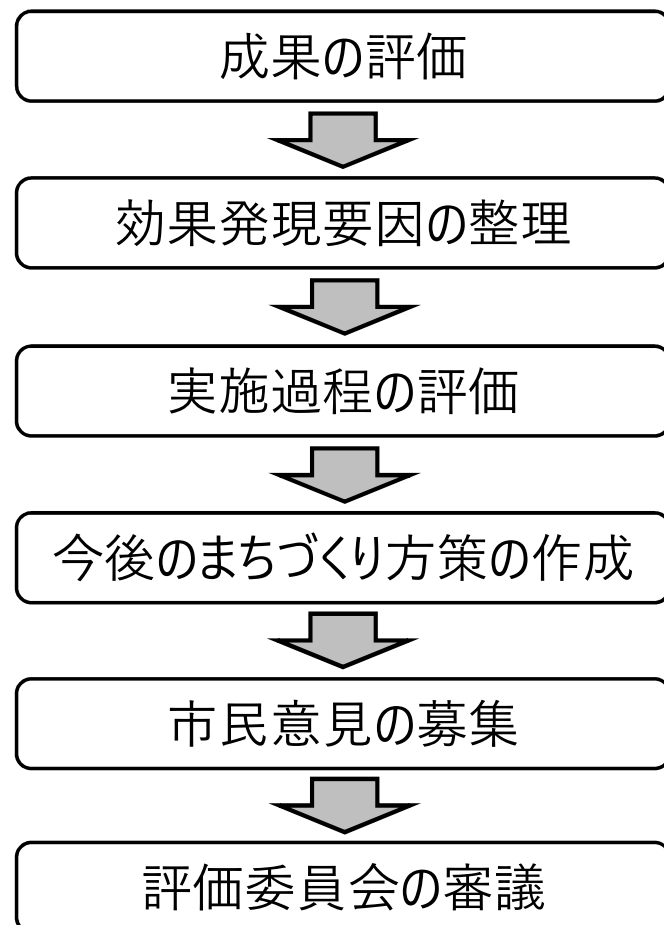 成果の評価
効果発現要因の整理
実施過程の評価
今後のまちづくり方策の作成
市民意見の募集
評価委員会の審議